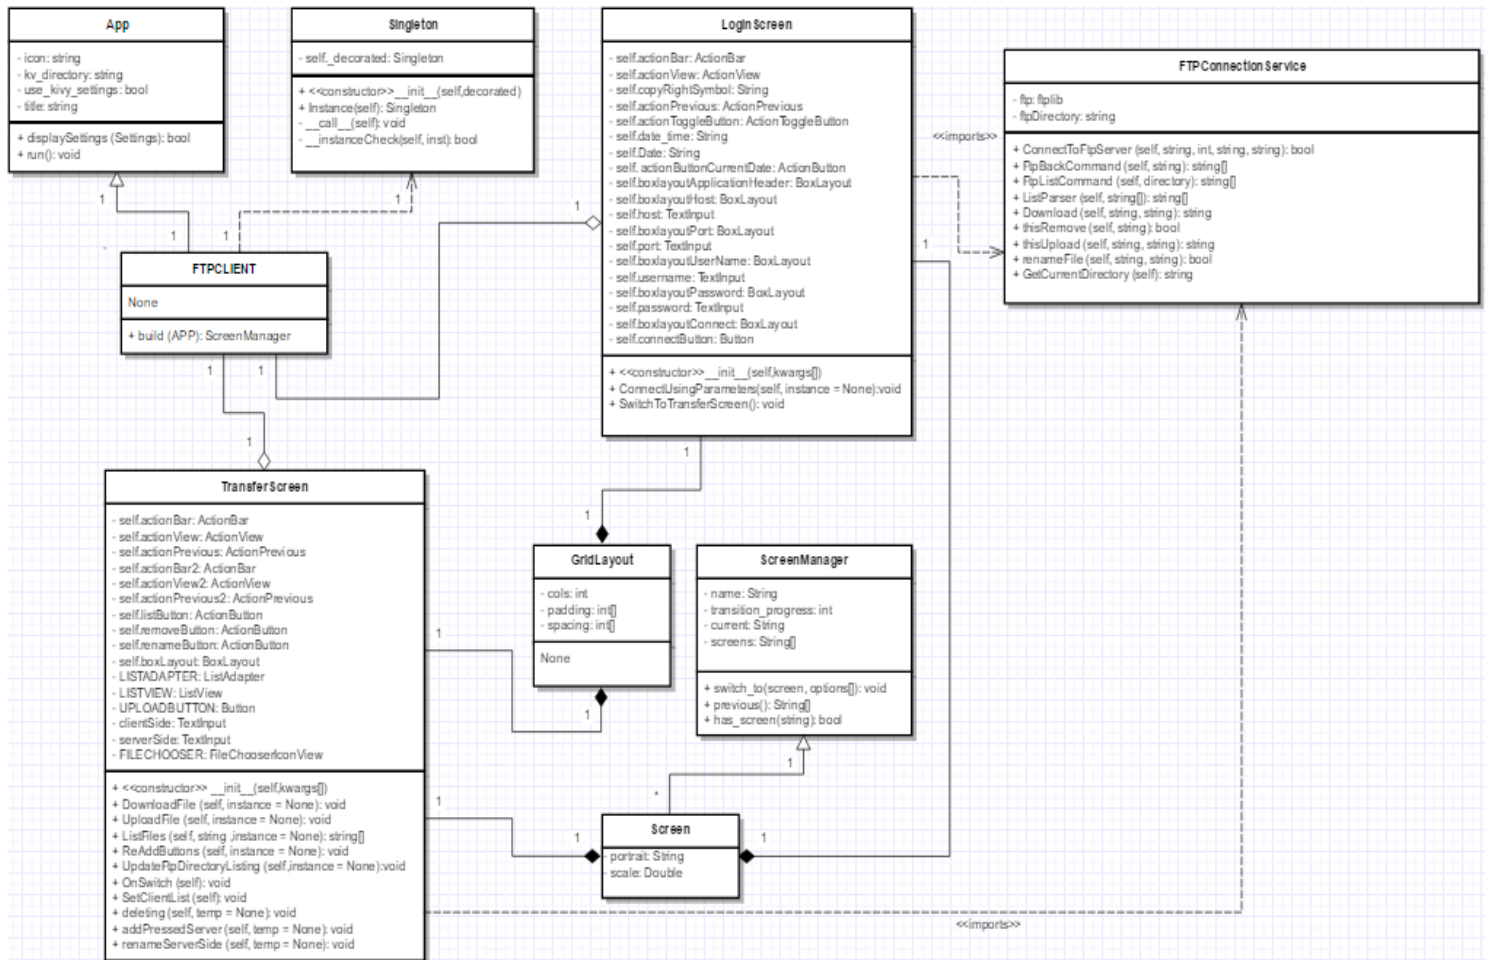 App
- icon: string
- kv_directory: string
- use_kivy_settings: bool
- title: string
+ displaySettings (Settings): bool
+ run(): void
Singleton
- self._decorated: Singleton
+ <<constructor>>__init__(self,decorated)
+ Instance(self): Singleton
- __call__(self): void
- __instanceCheck(self, inst): bool
LoginScreen
- self.actionBar: ActionBar
- self.actionView: ActionView
- self.copyRightSymbol: String
- self.actionPrevious: ActionPrevious
- self.actionToggleButton: ActionToggleButton
- self.date_time: String
- self.Date: String
- self. actionButtonCurrentDate: ActionButton
- self.boxlayoutApplicationHeader: BoxLayout
- self.boxlayoutHost: BoxLayout
- self.host: TextInput
- self.boxlayoutPort: BoxLayout
- self.port: TextInput
- self.boxlayoutUserName: BoxLayout
- self.username: TextInput
- self.boxlayoutPassword: BoxLayout
- self.password: TextInput
- self.boxlayoutConnect: BoxLayout
- self.connectButton: Button
+ <<constructor>>__init__(self,kwargs[])
+ ConnectUsingParameters(self, instance = None):void
+ SwitchToTransferScreen(): void
<<imports>>
FTPConnectionService
- ftp: ftplib
- ftpDirectory: string
+ ConnectToFtpServer (self, string, int, string, string): bool
+ FtpBackCommand (self, string): string[]
+ FtpListCommand (self, directory): string[]
+ ListParser (self, string[]): string[]
+ Download (self, string, string): string
+ thisRemove (self, string): bool
+ thisUpload (self, string, string): string
+ renameFile (self, string, string): bool
+ GetCurrentDirectory (self): string
1
1
1
1
1
1
FTPCLIENT
None
+ build (APP): ScreenManager
1
1
1
1
1
TransferScreen
- self.actionBar: ActionBar
- self.actionView: ActionView
- self.actionPrevious: ActionPrevious
- self.actionBar2: ActionBar
- self.actionView2: ActionView
- self.actionPrevious2: ActionPrevious
- self.listButton: ActionButton
- self.removeButton: ActionButton
- self.renameButton: ActionButton
- self.boxLayout: BoxLayout
- LISTADAPTER: ListAdapter
- LISTVIEW: ListView
- UPLOADBUTTON: Button
- clientSide: TextInput
- serverSide: TextInput
- FILECHOOSER: FileChooserIconView
+ <<constructor>> __init__(self,kwargs[])
+ DownloadFile (self, instance = None): void
+ UploadFile (self, instance = None): void
+ ListFiles (self, string ,instance = None): string[]
+ ReAddButtons (self, instance = None): void
+ UpdateFtpDirectoryListing (self,instance = None):void
+ OnSwitch (self): void
+ SetClientList (self): void
+ deleting (self, temp = None): void
+ addPressedServer (self, temp = None): void
+ renameServerSide (self, temp = None): void
GridLayout
- cols: int
- padding: int[]
- spacing: int[]
None
ScreenManager
- name: String
- transition_progress: int
- current: String
- screens: String[]
+ switch_to(screen, options[]): void
+ previous(): String[]
+ has_screen(string): bool
1
1
1
*
1
1
1
Screen
- portrait: String
- scale: Double
<<imports>>